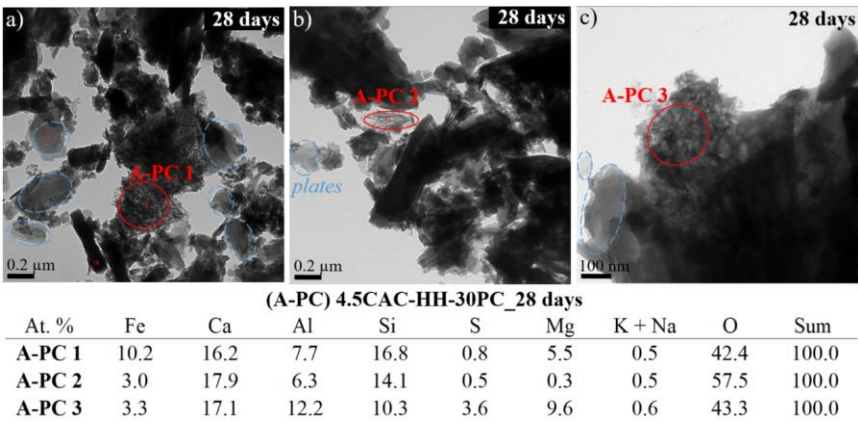 a) 28 days
b) 28 days
c) 28 days
A-PC 1
A-PC 2
A-PC 3
plates
0.2 µm
0.2 µm
100 nm
(A-PC) 4.5CAC-HH-30PC_28 days
At. % Fe Ca Al Si S Mg K + Na O Sum
A-PC 1 10.2 16.2 7.7 16.8 0.8 5.5 0.5 42.4 100.0
A-PC 2 3.0 17.9 6.3 14.1 0.5 0.3 0.5 57.5 100.0
A-PC 3 3.3 17.1 12.2 10.3 3.6 9.6 0.6 43.3 100.0